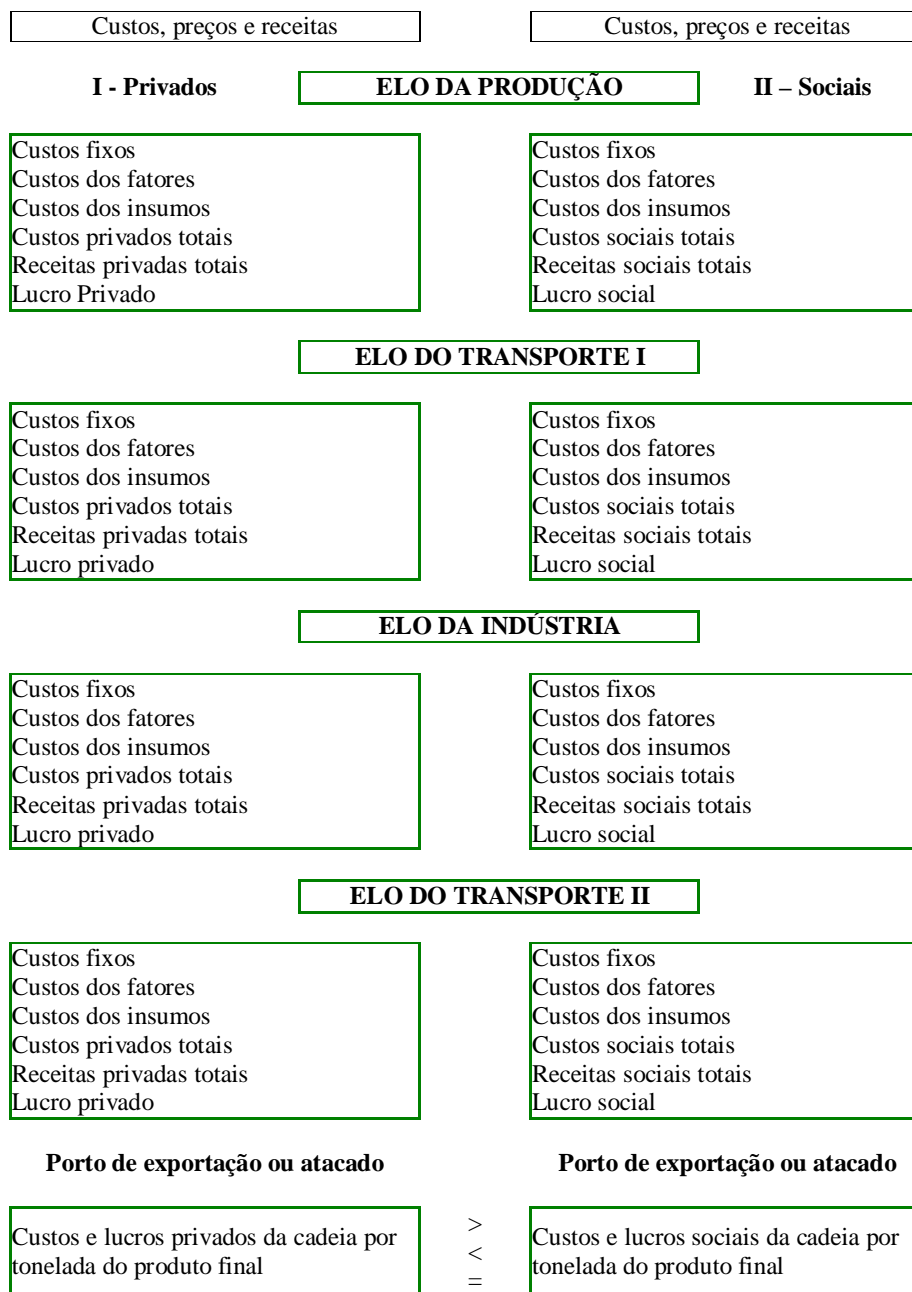 Custos, preços e receitas
Custos, preços e receitas
I - Privados
ELO DA PRODUÇÃO
II – Sociais
Custos fixos
Custos dos fatores
Custos dos insumos
Custos privados totais
Receitas privadas totais
Lucro Privado
Custos fixos
Custos dos fatores
Custos dos insumos
Custos sociais totais
Receitas sociais totais
Lucro social
ELO DO TRANSPORTE I
Custos fixos
Custos dos fatores
Custos dos insumos
Custos privados totais
Receitas privadas totais
Lucro privado
Custos fixos
Custos dos fatores
Custos dos insumos
Custos sociais totais
Receitas sociais totais
Lucro social
ELO DA INDÚSTRIA
Custos fixos
Custos dos fatores
Custos dos insumos
Custos privados totais
Receitas privadas totais
Lucro privado
Custos fixos
Custos dos fatores
Custos dos insumos
Custos sociais totais
Receitas sociais totais
Lucro social
ELO DO TRANSPORTE II
Custos fixos
Custos dos fatores
Custos dos insumos
Custos privados totais
Receitas privadas totais
Lucro privado
Custos fixos
Custos dos fatores
Custos dos insumos
Custos sociais totais
Receitas sociais totais
Lucro social
Porto de exportação ou atacado
Porto de exportação ou atacado
Custos e lucros privados da cadeia por
tonelada do produto final
>
<
=
Custos e lucros sociais da cadeia por
tonelada do produto final